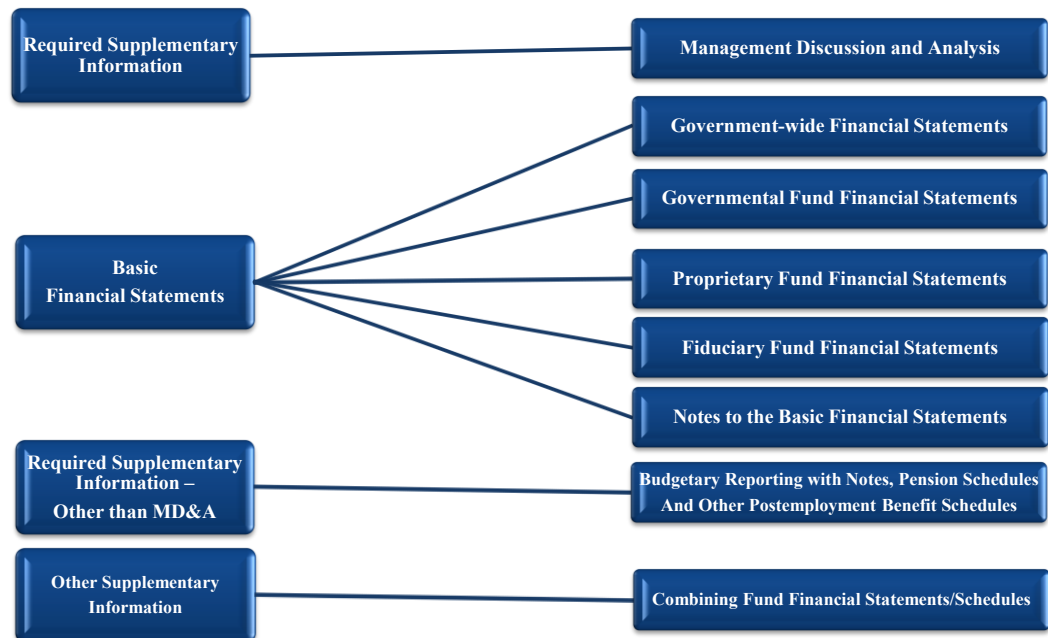 Required Supplementary
Information
Management Discussion and Analysis
Government-wide Financial Statements
Governmental Fund Financial Statements
Basic
Financial Statements
Proprietary Fund Financial Statements
Fiduciary Fund Financial Statements
Notes to the Basic Financial Statements
Required Supplementary
Information –
Other than MD&A
Budgetary Reporting with Notes, Pension Schedules
And Other Postemployment Benefit Schedules
Other Supplementary
Information
Combining Fund Financial Statements/Schedules